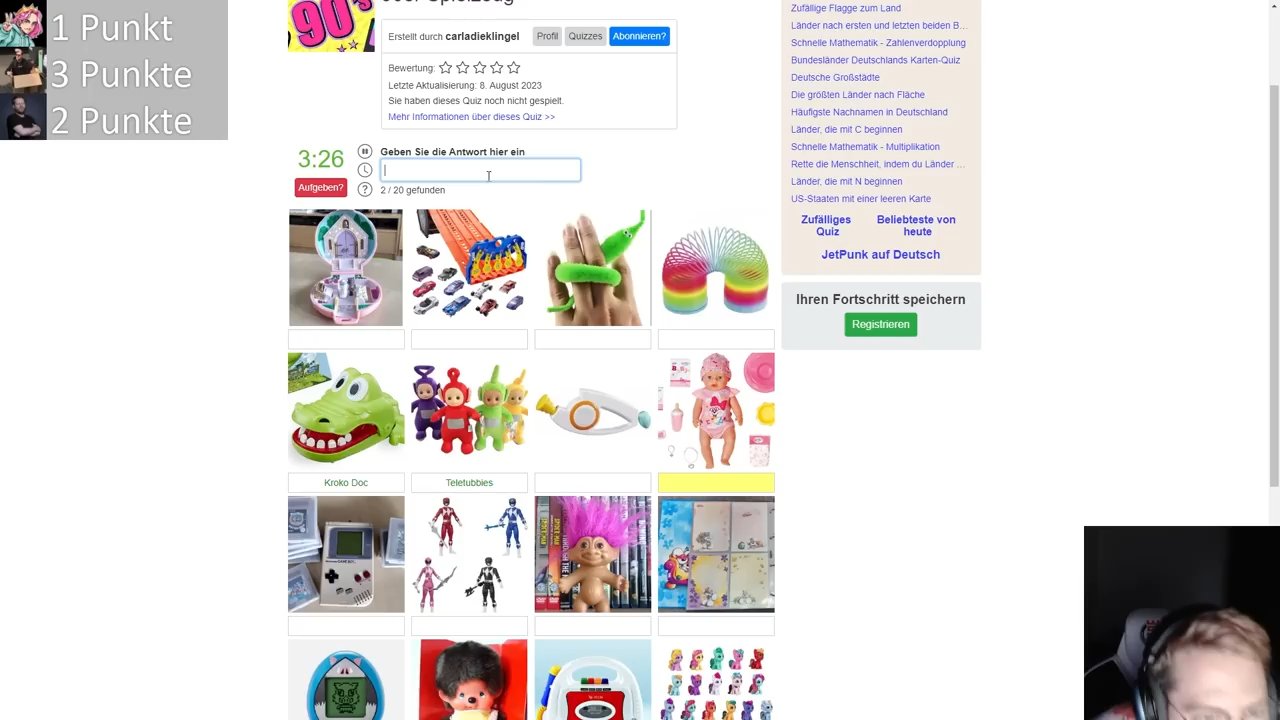 1 Punkt
3 Punkte
2 Punkte
90's
90er Spielzeug
Erstellt durch carladieklingel
Profil
Quizzes
Abonnieren?
Bewertung:
Letzte Aktualisierung: 8. August 2023
Sie haben dieses Quiz noch nicht gespielt.
Mehr Informationen über dieses Quiz >>
3:26
Aufgeben?
Geben Sie die Antwort hier ein
2 / 20 gefunden
Kroko Doc
Teletubbies
Zufällige Flagge zum Land
Länder nach ersten und letzten beiden B...
Schnelle Mathematik - Zahlenverdopplung
Bundesländer Deutschlands Karten-Quiz
Deutsche Großstädte
Die größten Länder nach Fläche
Häufigste Nachnamen in Deutschland
Länder, die mit C beginnen
Schnelle Mathematik - Multiplikation
Rette die Menschheit, indem du Länder ...
Länder, die mit N beginnen
US-Staaten mit einer leeren Karte
Zufälliges
Quiz
Beliebteste von
heute
JetPunk auf Deutsch
Ihren Fortschritt speichern
Registrieren